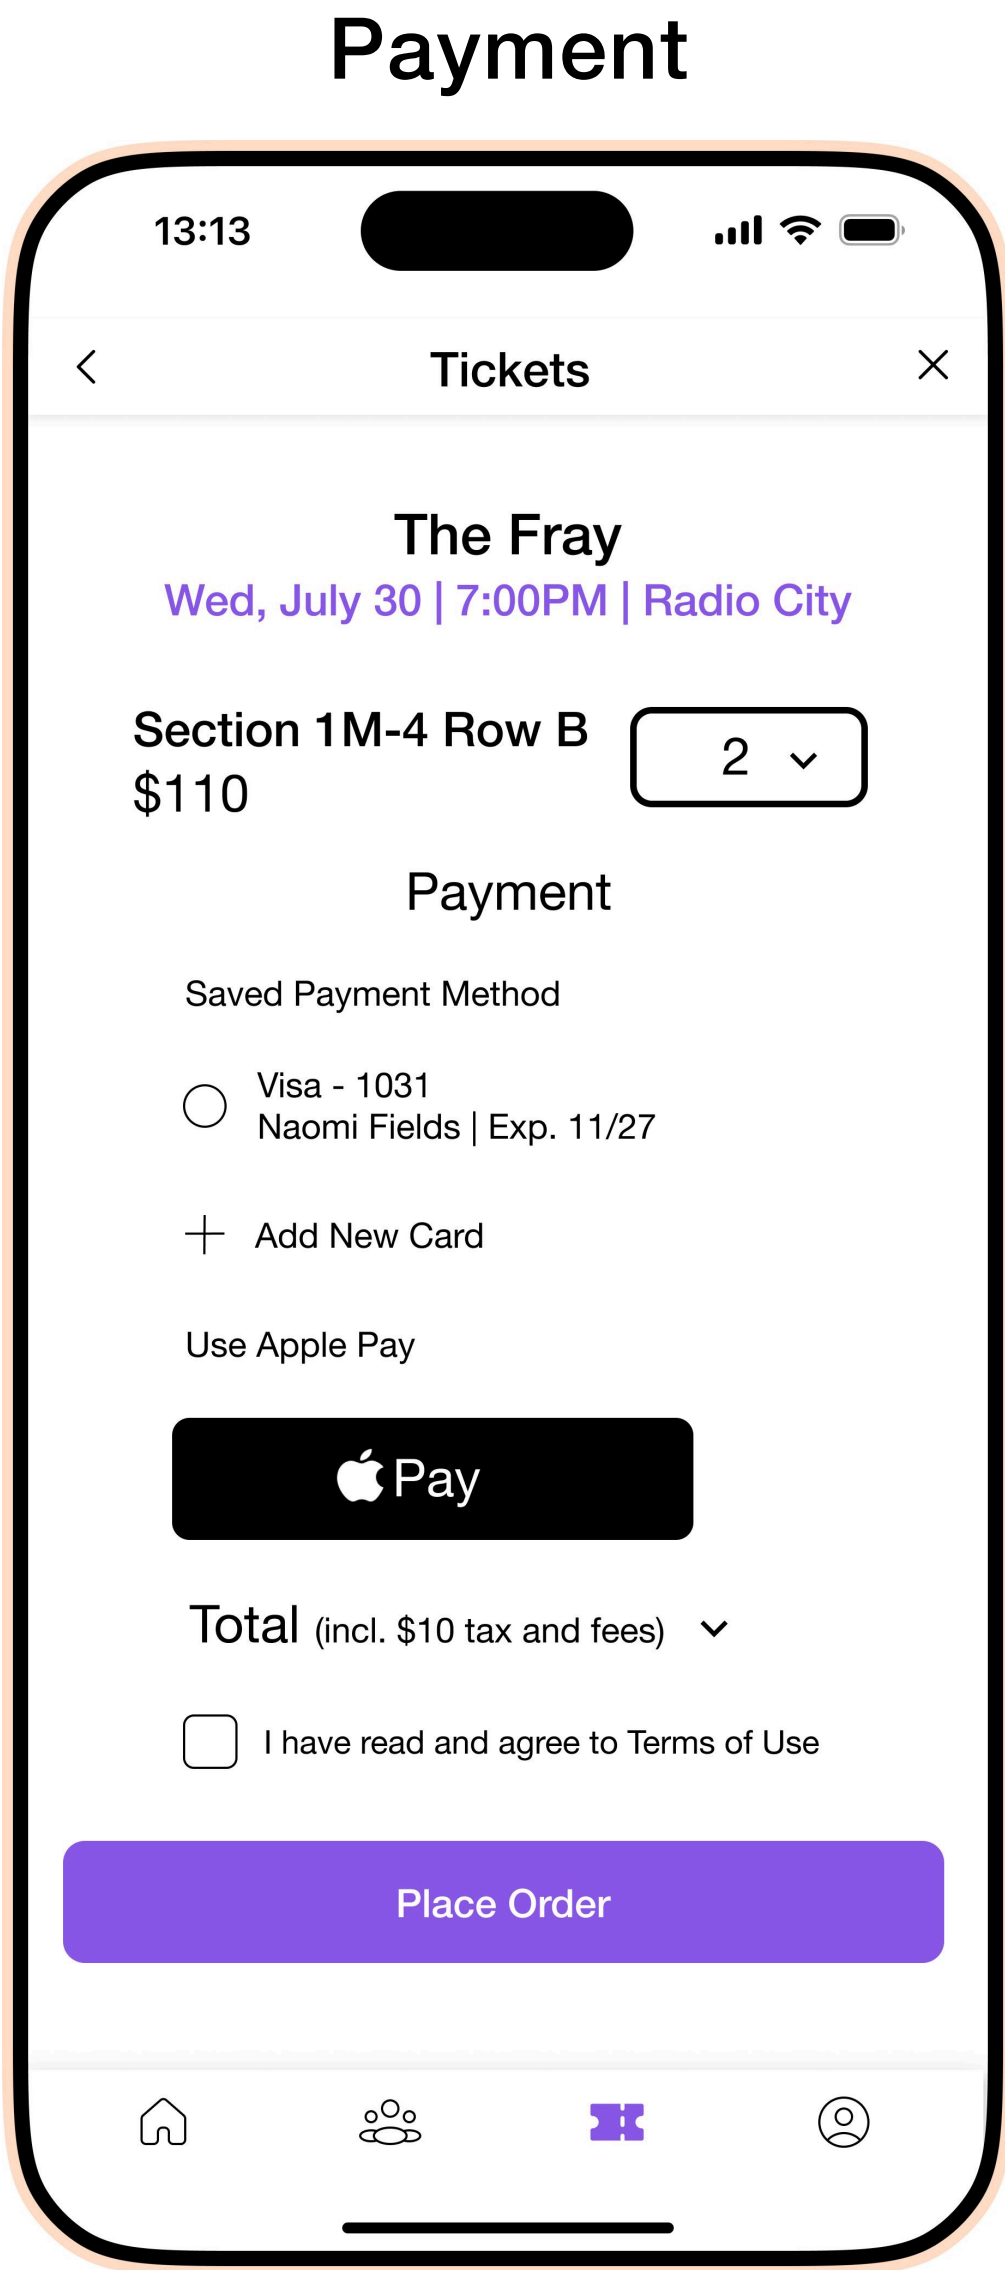 Payment
13:13
Tickets
The Fray
Wed, July 30 | 7:00PM | Radio City
Section 1M-4 Row B
$110
2
Payment
Saved Payment Method
Visa - 1031
Naomi Fields | Exp. 11/27
Add New Card
Use Apple Pay
Pay
Total (incl. $10 tax and fees)
I have read and agree to Terms of Use
Place Order